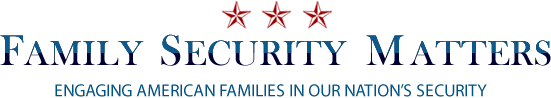 FAMILY SECURITY MATTERS
ENGAGING AMERICAN FAMILIES IN OUR NATION'S SECURITY